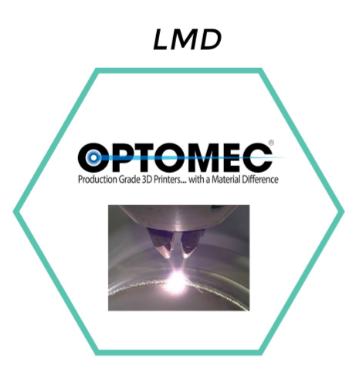 LMD
OPTOMEC®
Production Grade 3D Printers... with a Material Difference